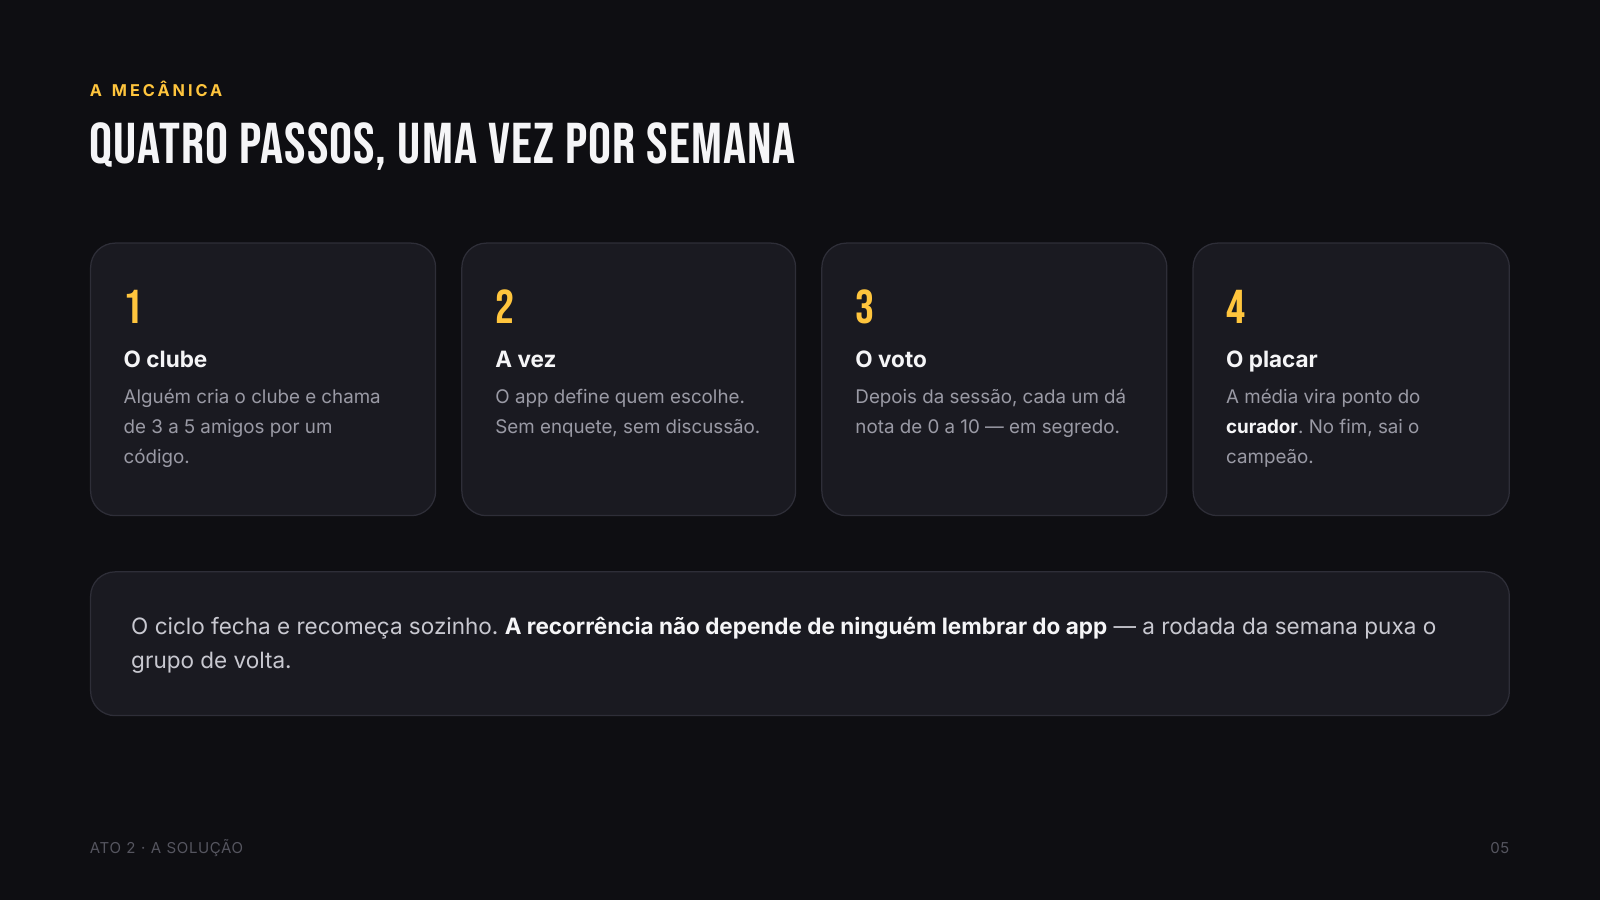 A MECÂNICA
QUATRO PASSOS, UMA VEZ POR SEMANA
1
O clube
Alguém cria o clube e chama
de 3 a 5 amigos por um
código.
2
A vez
O app define quem escolhe.
Sem enquete, sem discussão.
3
O voto
Depois da sessão, cada um dá
nota de 0 a 10 — em segredo.
4
O placar
A média vira ponto do
curador. No fim, sai o
campeão.
O ciclo fecha e recomeça sozinho. A recorrência não depende de ninguém lembrar do app — a rodada da semana puxa o
grupo de volta.
ATO 2 · A SOLUÇÃO
05